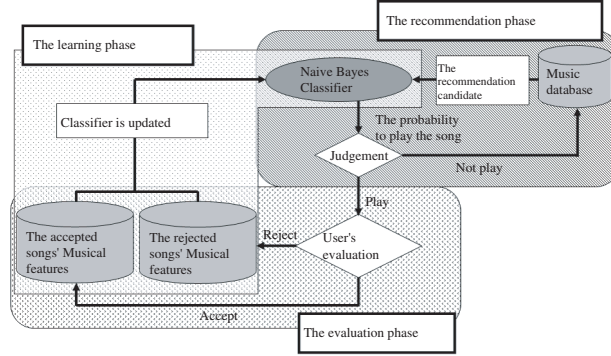 The recommendation phase
The learning phase
Naive Bayes
Classifier
The
recommendation
candidate
Music
database
Classifier is updated
The probability
to play the song
Judgement
Not play
Play
The accepted
songs' Musical
features
The rejected
songs' Musical
features
Reject
User's
evaluation
Accept
The evaluation phase